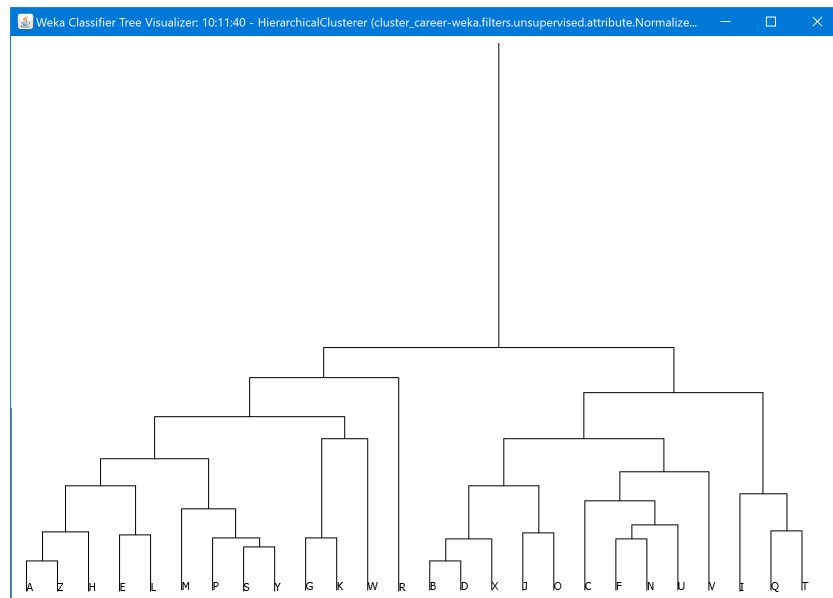 Weka Classifier Tree Visualizer: 10:11:40 - HierarchicalClusterer (cluster_career-weka.filters.unsupervised.attribute.Normalize...
A Z H E L M P S Y G K W R B D X J O C F N U V I Q T